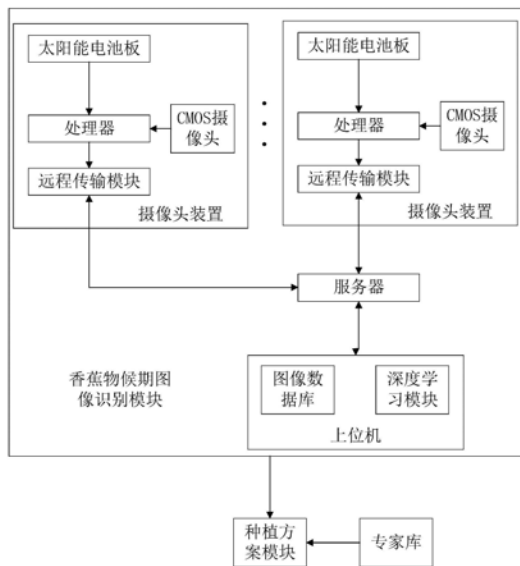 太阳能电池板
处理器
CMOS摄
像头
远程传输模块
摄像头装置
太阳能电池板
处理器
CMOS摄
像头
远程传输模块
摄像头装置
服务器
香蕉物候期图
像识别模块
图像数
据库
深度学
习模块
上位机
种植方
案模块
专家库